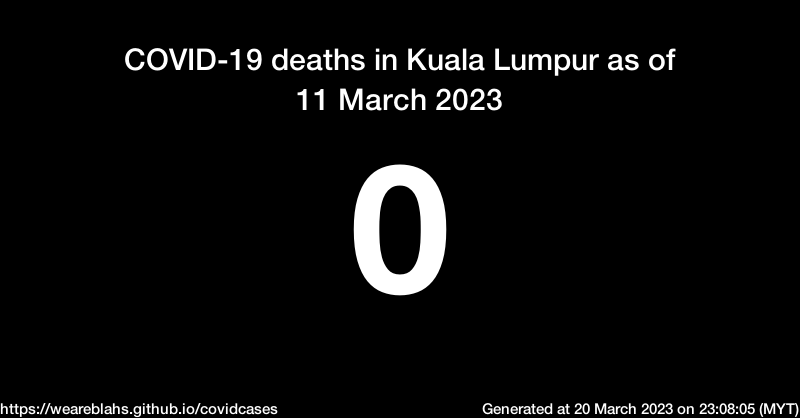 COVID-19 deaths in Kuala Lumpur as of
11 March 2023
0
https://weareblahs.github.io/covidcases
Generated at 20 March 2023 on 23:08:05 (MYT)